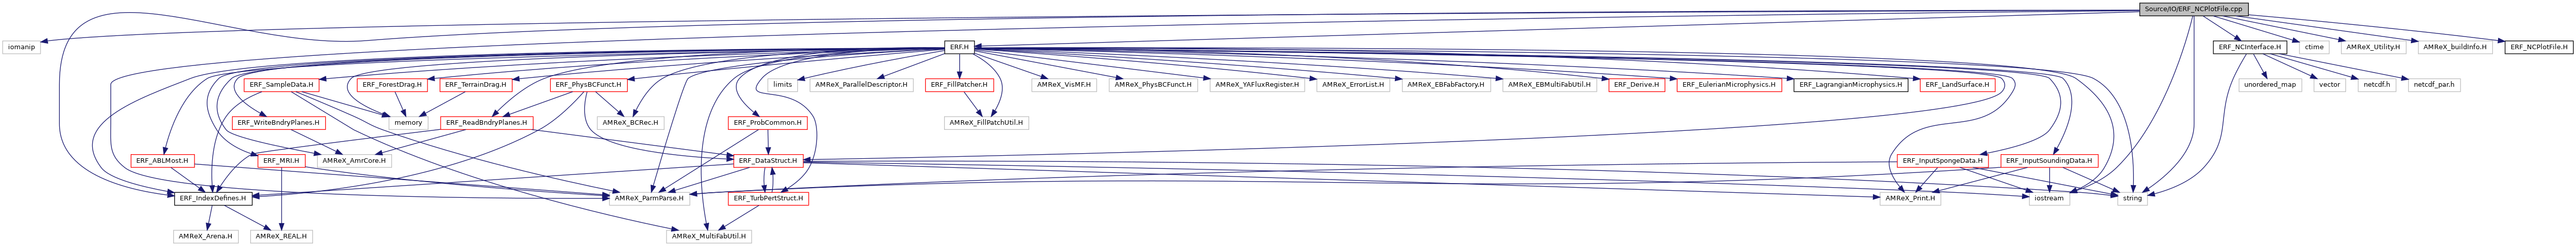 Source/IO/ERF_NCPlotFile.cpp
iomanip
ERF.H
ERF_NCInterface.H
ctime
AMReX_Utility.H
AMReX_buildInfo.H
ERF_NCPlotFile.H
ERF_SampleData.H
ERF_ForestDrag.H
ERF_TerrainDrag.H
ERF_PhysBCFunct.H
limits
AMReX_ParallelDescriptor.H
ERF_FillPatcher.H
AMReX_VisMF.H
AMReX_PhysBCFunct.H
AMReX_YAFluxRegister.H
AMReX_ErrorList.H
AMReX_EBFabFactory.H
AMReX_EBMultiFabUtil.H
ERF_Derive.H
ERF_EulerianMicrophysics.H
ERF_LagrangianMicrophysics.H
ERF_LandSurface.H
unordered_map
vector
netcdf.h
netcdf_par.h
ERF_WriteBndryPlanes.H
memory
ERF_ReadBndryPlanes.H
AMReX_BCRec.H
ERF_ProbCommon.H
AMReX_FillPatchUtil.H
ERF_ABLMost.H
ERF_MRI.H
AMReX_AmrCore.H
ERF_DataStruct.H
ERF_InputSpongeData.H
ERF_InputSoundingData.H
ERF_IndexDefines.H
AMReX_ParmParse.H
ERF_TurbPertStruct.H
AMReX_Print.H
iostream
string
AMReX_Arena.H
AMReX_REAL.H
AMReX_MultiFabUtil.H